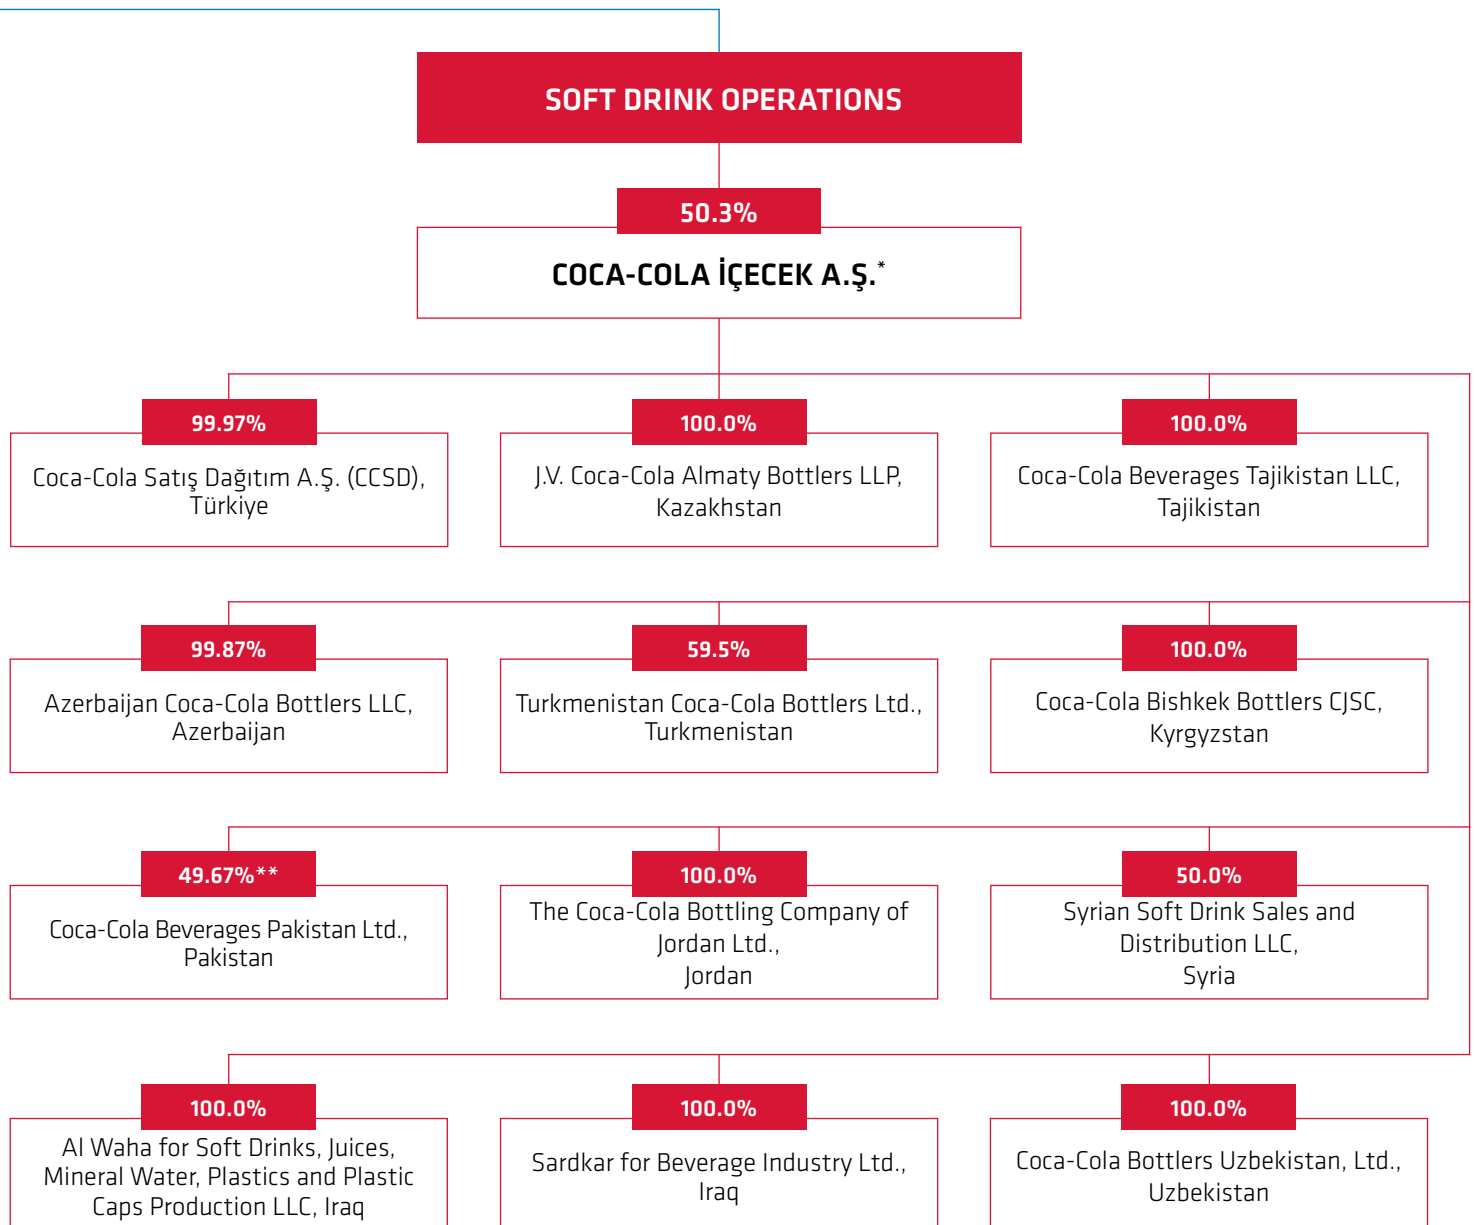 SOFT DRINK OPERATIONS
50.3%
COCA-COLA İÇECEK A.Ş.*
99.97%
Coca-Cola Satış Dağıtım A.Ş. (CCSD),
Türkiye
100.0%
J.V. Coca-Cola Almaty Bottlers LLP,
Kazakhstan
100.0%
Coca-Cola Beverages Tajikistan LLC,
Tajikistan
99.87%
Azerbaijan Coca-Cola Bottlers LLC,
Azerbaijan
59.5%
Turkmenistan Coca-Cola Bottlers Ltd.,
Turkmenistan
100.0%
Coca-Cola Bishkek Bottlers CJSC,
Kyrgyzstan
49.67%**
Coca-Cola Beverages Pakistan Ltd.,
Pakistan
100.0%
The Coca-Cola Bottling Company of
Jordan Ltd.,
Jordan
50.0%
Syrian Soft Drink Sales and
Distribution LLC,
Syria
100.0%
Al Waha for Soft Drinks, Juices,
Mineral Water, Plastics and Plastic
Caps Production LLC, Iraq
100.0%
Sardkar for Beverage Industry Ltd.,
Iraq
100.0%
Coca-Cola Bottlers Uzbekistan, Ltd.,
Uzbekistan